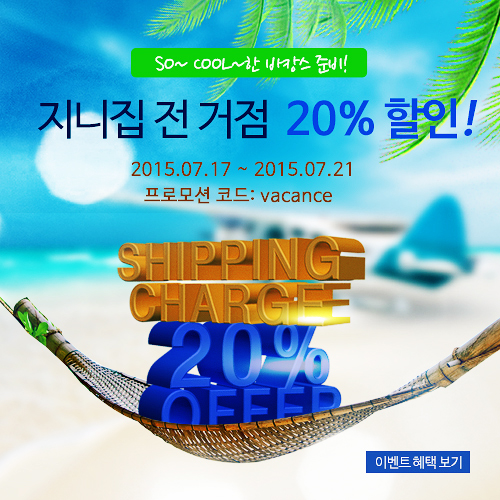 SO~ COOL~한 바캉스 준비!
지니집 전 거점 20% 할인!
2015.07.17 ~ 2015.07.21
프로모션 코드: vacance
SHIPPING
CHARGE
20%
OFFER
이벤트 혜택 보기